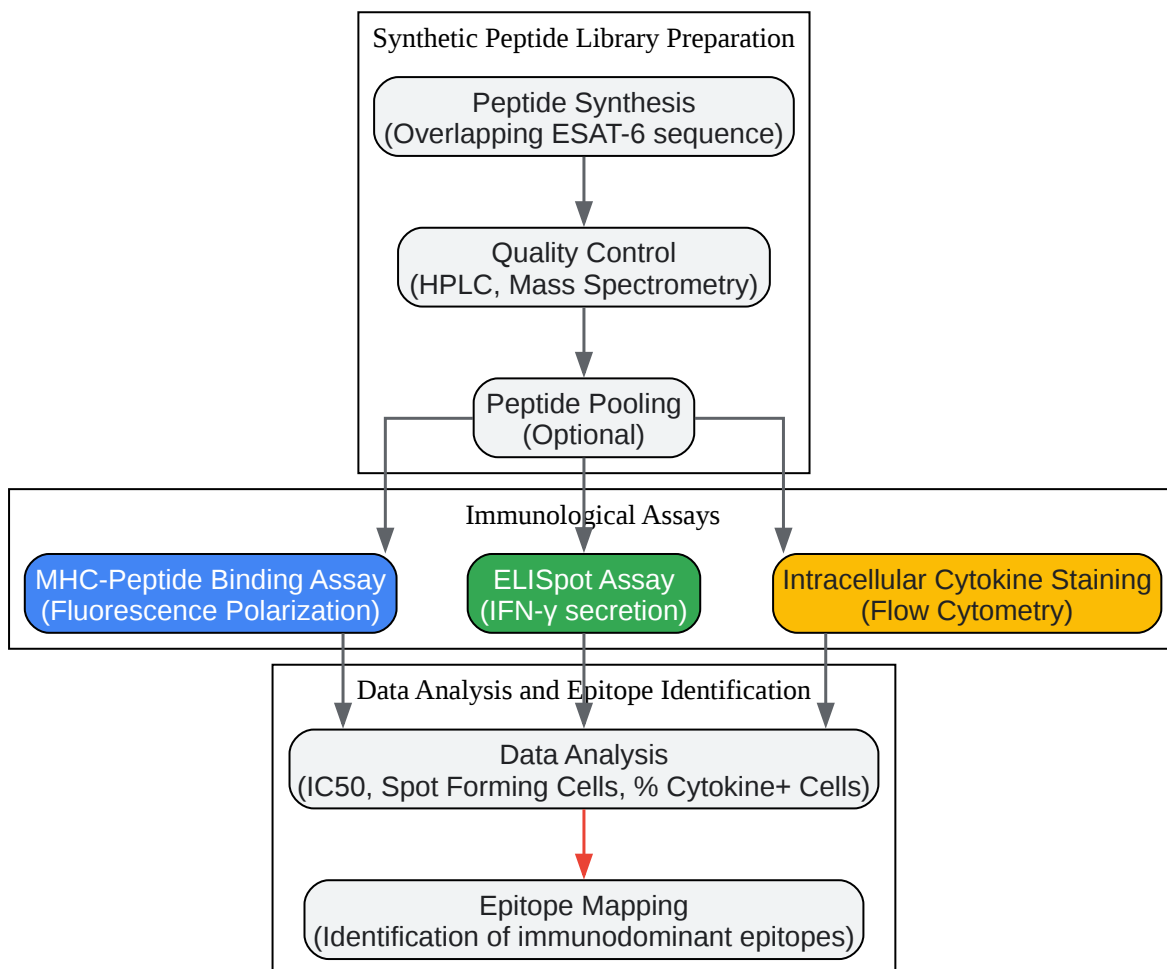 Synthetic Peptide Library Preparation
Peptide Synthesis
(Overlapping ESAT-6 sequence)
Quality Control
(HPLC, Mass Spectrometry)
Peptide Pooling
(Optional)
Immunological Assays
MHC-Peptide Binding Assay
(Fluorescence Polarization)
ELISpot Assay
(IFN-γ secretion)
Intracellular Cytokine Staining
(Flow Cytometry)
Data Analysis and Epitope Identification
Data Analysis
(IC50, Spot Forming Cells, % Cytokine+ Cells)
Epitope Mapping
(Identification of immunodominant epitopes)